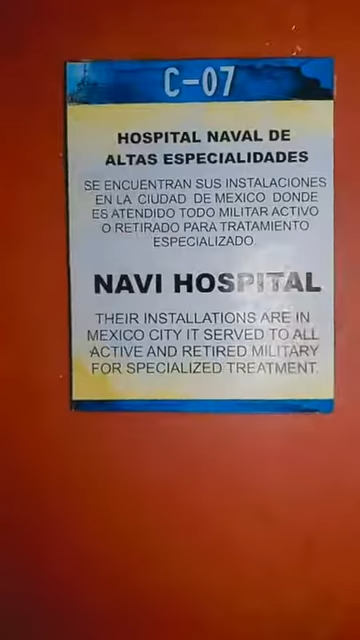 C-07
HOSPITAL NAVAL DE
ALTAS ESPECIALIDADES
SE ENCUENTRAN SUS INSTALACIONES
EN LA CIUDAD DE MEXICO DONDE
ES ATENDIDO TODO MILITAR ACTIVO
O RETIRADO PARA TRATAMIENTO
ESPECIALIZADO.
NAVI HOSPITAL
THEIR INSTALLATIONS ARE IN
MEXICO CITY IT SERVED TO ALL
ACTIVE AND RETIRED MILITARY
FOR SPECIALIZED TREATMENT.